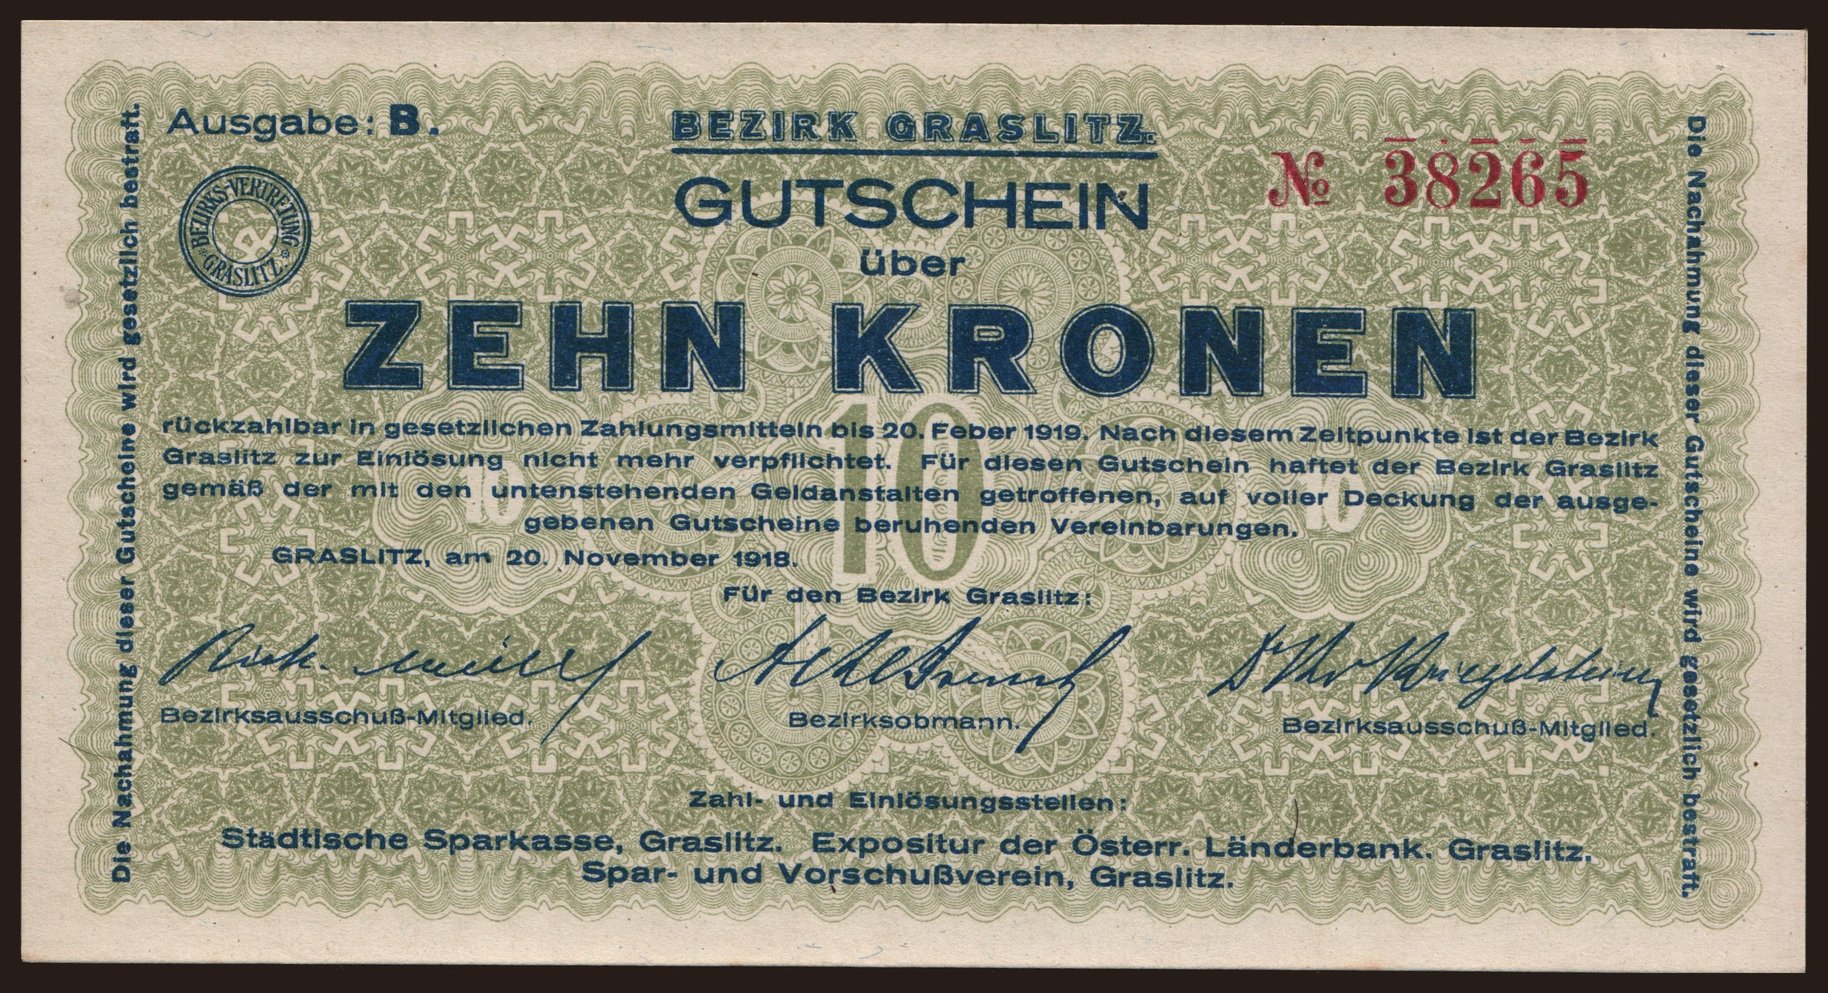 Ausgabe: B.
BEZIRK GRASLITZ.
№ 38265
BEZIRKS-VERTRETUNG
GRASLITZ.
GUTSCHEIN
über
ZEHN KRONEN
10
10
10
rückzahlbar in gesetzlichen Zahlungsmitteln bis 20. Feber 1919. Nach diesem Zeitpunkte ist der Bezirk
Graslitz zur Einlösung nicht mehr verpflichtet. Für diesen Gutschein haftet der Bezirk Graslitz
gemäß der mit den untenstehenden Geldanstalten getroffenen, auf voller Deckung der ausge-
gebenen Gutscheine beruhenden Vereinbarungen.
GRASLITZ, am 20. November 1918.
Für den Bezirk Graslitz:
Bezirksausschuß-Mitglied.
Bezirksobmann.
Bezirksausschuß-Mitglied.
Zahl- und Einlösungsstellen:
Städtische Sparkasse, Graslitz. Expositur der Österr. Länderbank. Graslitz.
Spar- und Vorschußverein, Graslitz.
Die Nachahmung dieser Gutscheine wird gesetzlich bestraft.
Die Nachahmung dieser Gutscheine wird gesetzlich bestraft.